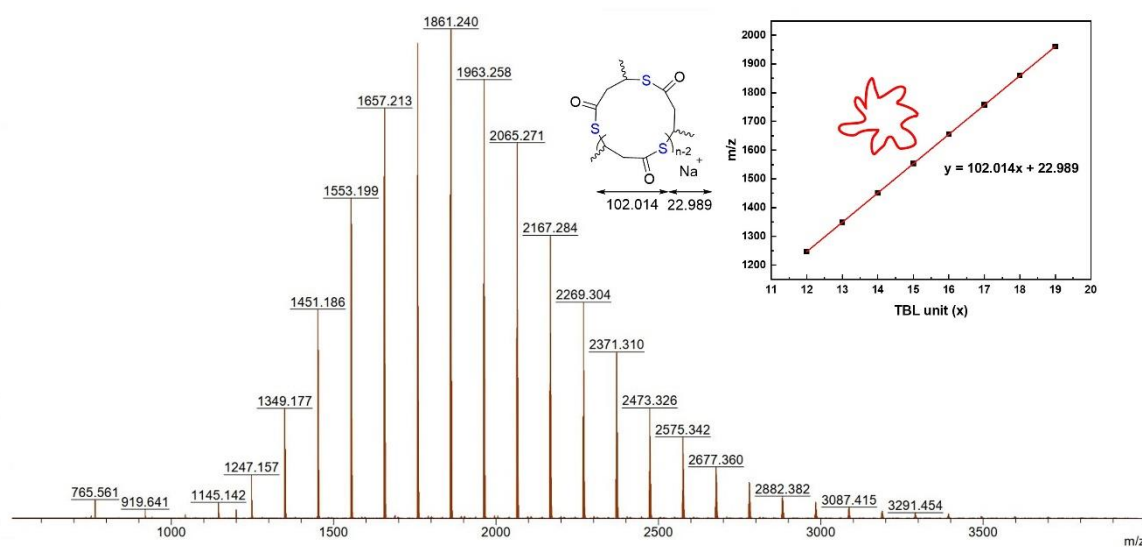 1861.240
1963.258
1657.213
2065.271
1553.199
2167.284
1451.186
2269.304
2371.310
1349.177
2473.326
2575.342
1247.157
2677.360
765.561
919.641
1145.142
2882.382
3087.415
3291.454
1000
1500
2000
2500
3000
3500
m/z
S
O
O
S
S
n-2
O
Na+
102.014
22.989
2000
1900
1800
1700
1600
1500
1400
1300
1200
m/z
y = 102.014x + 22.989
11 12 13 14 15 16 17 18 19 20
TBL unit (x)